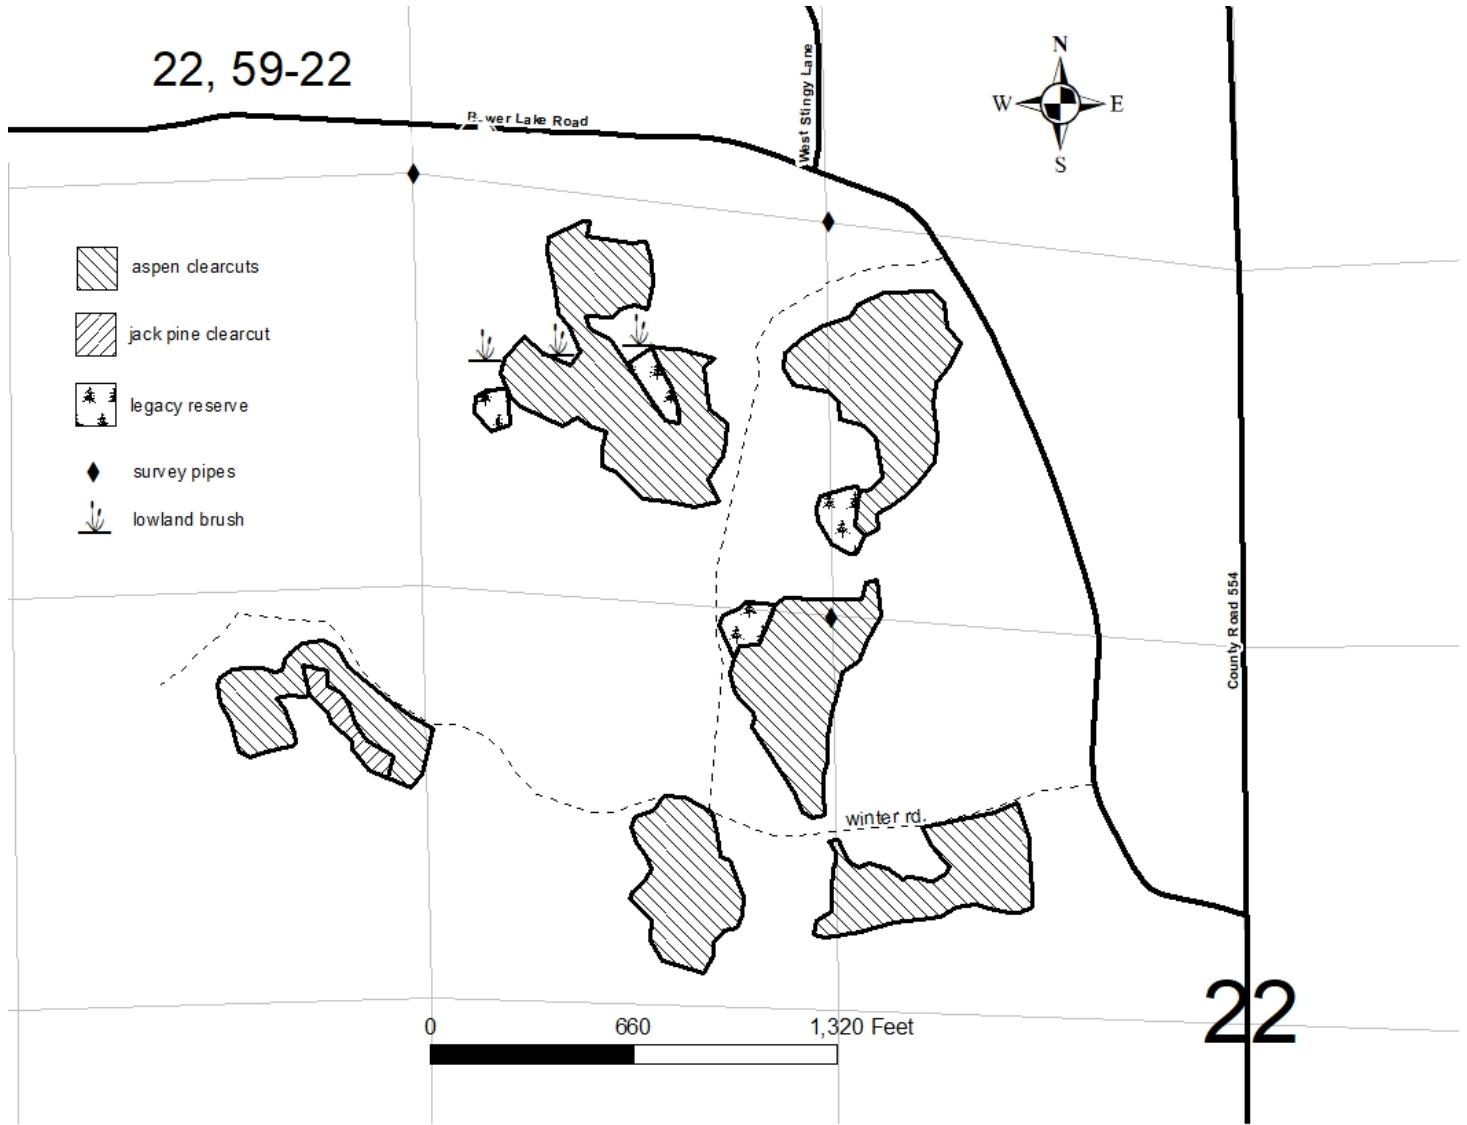 22, 59-22
Lake Road
West Stingy Lane
N
W
E
S
aspen clearcuts
jack pine clearcut
legacy reserve
survey pipes
lowland brush
County Road 554
winter rd.
22
0 660 1,320 Feet